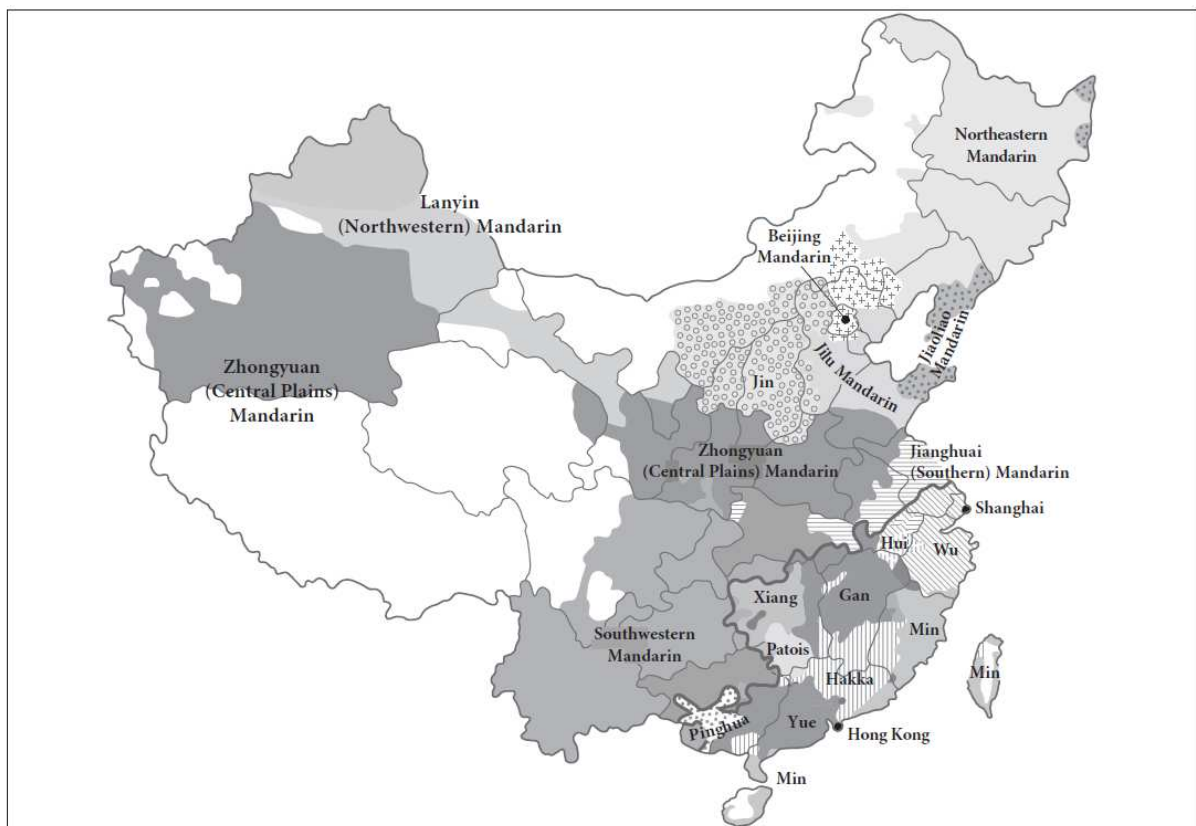 Northeastern
Mandarin
Lanyin
(Northwestern) Mandarin
Beijing
Mandarin
Jiaoliao
Mandarin
Jilu Mandarin
Jin
Zhongyuan
(Central Plains)
Mandarin
Zhongyuan
(Central Plains) Mandarin
Jianghuai
(Southern) Mandarin
Shanghai
Hui
Wu
Xiang
Gan
Min
Southwestern
Mandarin
Patois
Hakka
Min
Pinghua
Yue
Hong Kong
Min